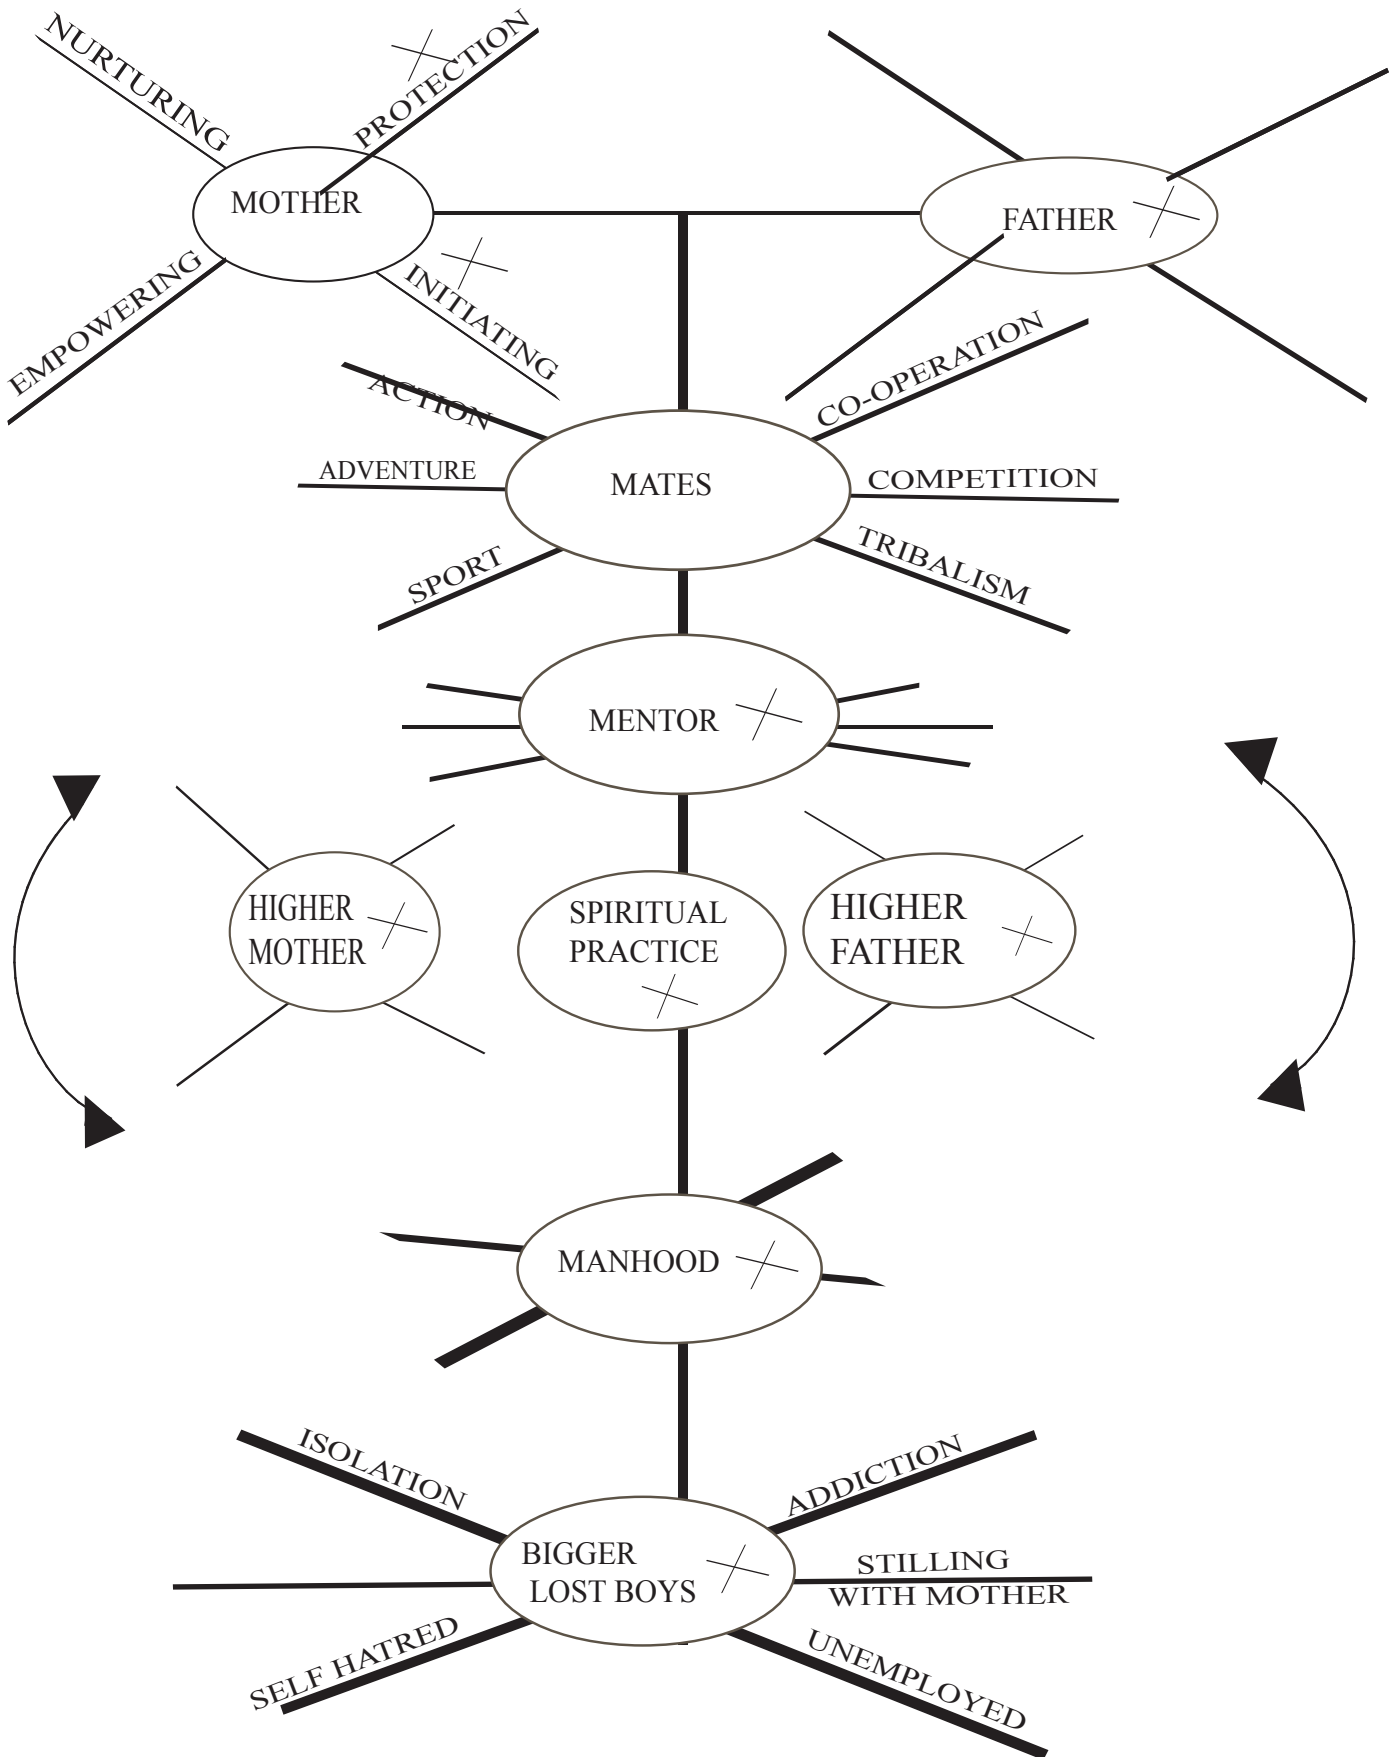 NURTURING
PROTECTION
MOTHER
FATHER
EMPOWERING
INITIATING
ACTION
CO-OPERATION
ADVENTURE
MATES
COMPETITION
SPORT
TRIBALISM
MENTOR
HIGHER
MOTHER
SPIRITUAL
PRACTICE
HIGHER
FATHER
MANHOOD
ISOLATION
ADDICTION
BIGGER
LOST BOYS
STILLING
WITH MOTHER
SELF HATRED
UNEMPLOYED